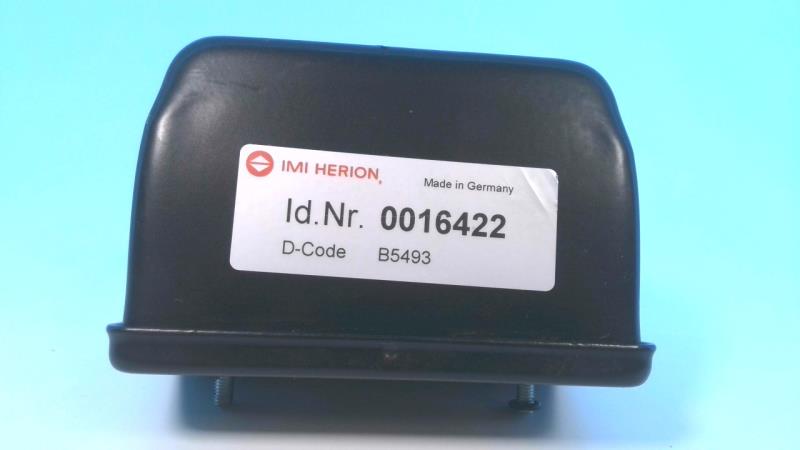 IMI HERION
Made in Germany
Id.Nr. 0016422
D-Code B5493